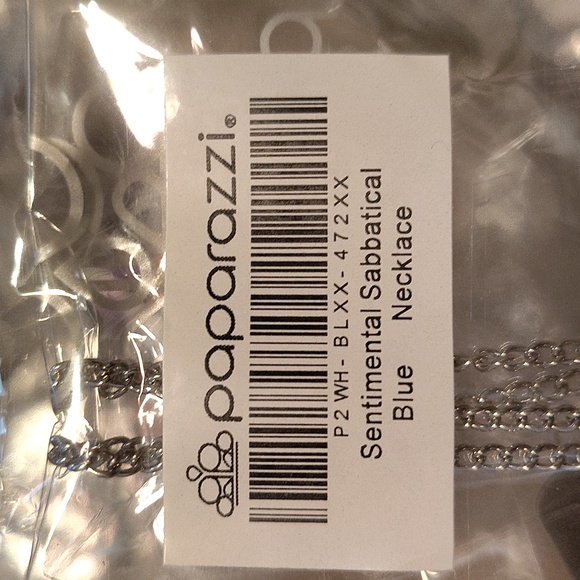 paparazzi®
P2WH-BLXX-472XX
Sentimental Sabbatical
Blue Necklace